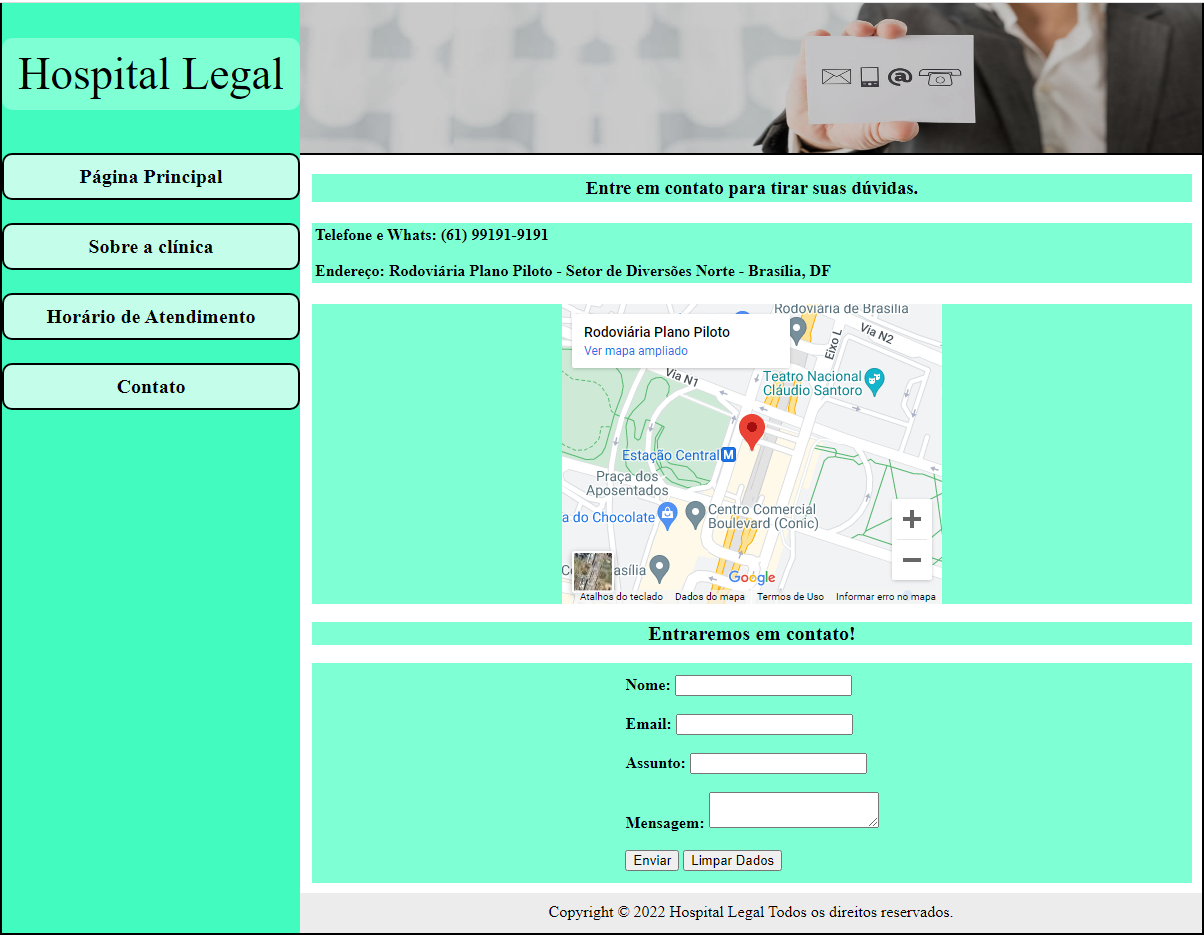 Hospital Legal
Página Principal
Sobre a clínica
Horário de Atendimento
Contato
@
Entre em contato para tirar suas dúvidas.
Telefone e Whats: (61) 99191-9191
Endereço: Rodoviária Plano Piloto - Setor de Diversões Norte - Brasília, DF
Rodoviária de Brasília
Rodoviária Plano Piloto
Ver mapa ampliado
Eixo L
Via N2
Via N1
Teatro Nacional
Cláudio Santoro
Estação Central M
Praça dos
Aposentados
a do Chocolate
Centro Comercial
Boulevard (Conic)
asília
Google
Atalhos do teclado Dados do mapa Termos de Uso Informar erro no mapa
Entraremos em contato!
Nome:
Email:
Assunto:
Mensagem:
Enviar Limpar Dados
Copyright © 2022 Hospital Legal Todos os direitos reservados.